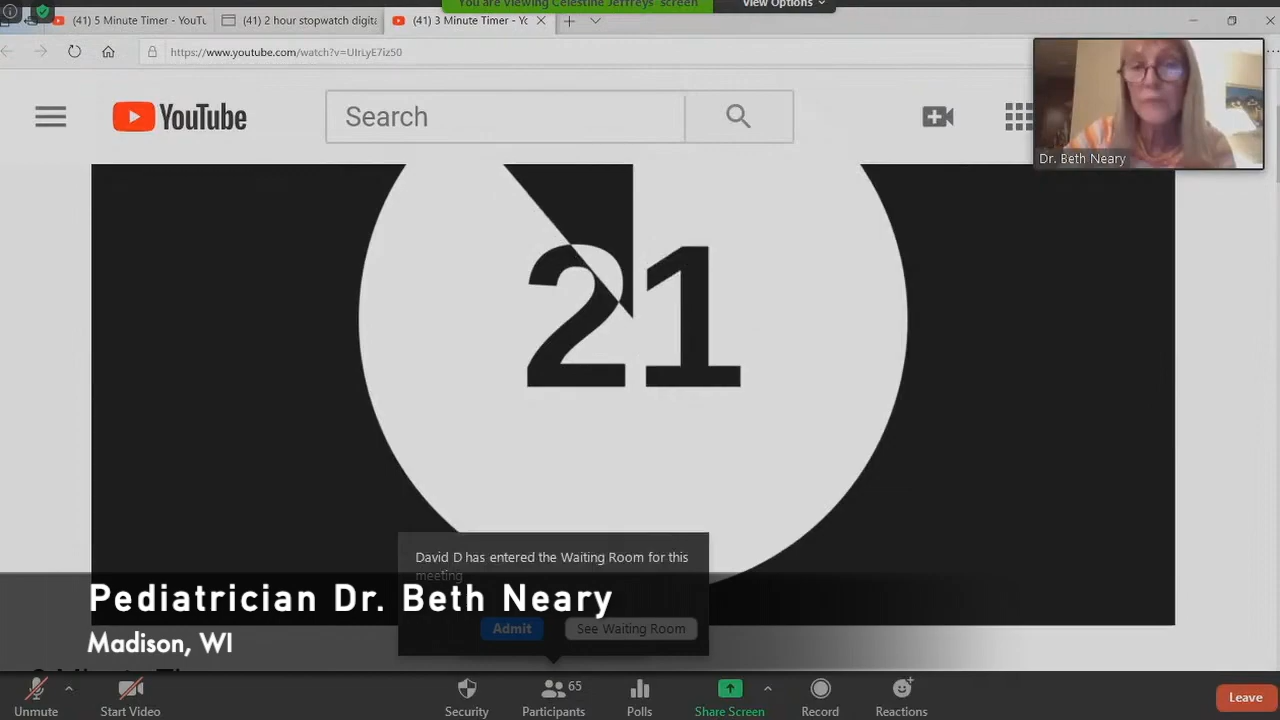 You are viewing Celestine Jeffreys' screen
View Options
(41) 5 Minute Timer - YouTu
(41) 2 hour stopwatch digita
(41) 3 Minute Timer - Yo
https://www.youtube.com/watch?v=UIrLyE7iz50
YouTube
Search
Dr. Beth Neary
21
David D has entered the Waiting Room for this
meeting
Admit
See Waiting Room
Pediatrician Dr. Beth Neary
Madison, WI
Unmute
Start Video
Security
65
Participants
Polls
Share Screen
Record
Reactions
Leave